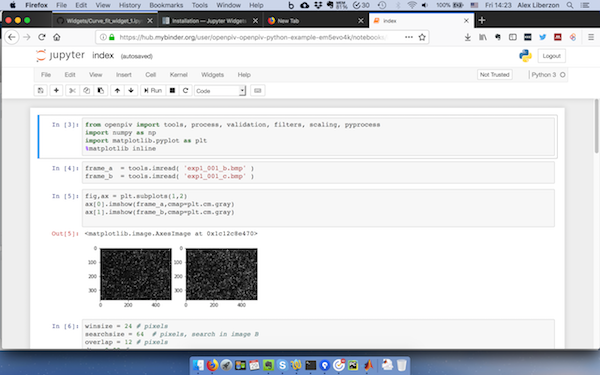 Firefox File Edit View History Bookmarks Tools Window Help 81 30 100% Fri 14:23 Alex Liberzon
Widgets/Curve_fit_widget_1.ip Installation — Jupyter Widgets New Tab index
https://hub.mybinder.org/user/openpiv-openpiv-python-example-em5evo4k/notebooks
jupyter index (autosaved) Logout
File Edit View Insert Cell Kernel Widgets Help Not Trusted Python 3
Run Code
In [3]: from openpiv import tools, process, validation, filters, scaling, pyprocess
import numpy as np
import matplotlib.pyplot as plt
%matplotlib inline
In [4]: frame_a = tools.imread( 'exp1_001_b.bmp' )
frame_b = tools.imread( 'exp1_001_c.bmp' )
In [5]: fig,ax = plt.subplots(1,2)
ax[0].imshow(frame_a,cmap=plt.cm.gray)
ax[1].imshow(frame_b,cmap=plt.cm.gray)
Out[5]: <matplotlib.image.AxesImage at 0x1c12c8e470>
0 0
100 100
200 200
300 300
0 200 400 0 200 400
In [6]: winsize = 24 # pixels
searchsize = 64 # pixels, search in image B
overlap = 12 # pixels